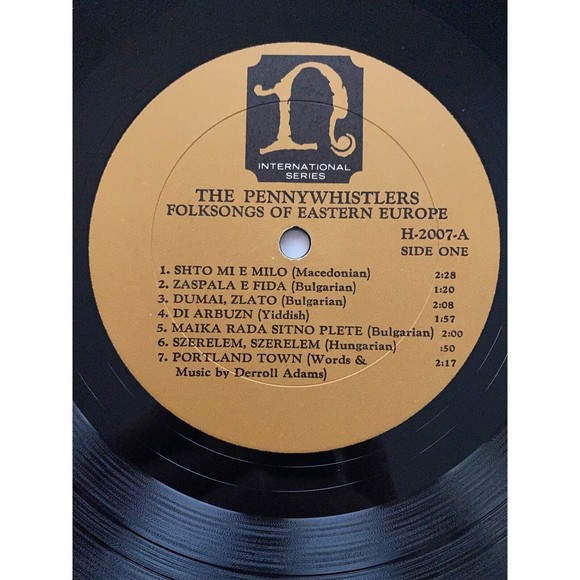 n
INTERNATIONAL
SERIES
THE PENNYWHISTLERS
FOLKSONGS OF EASTERN EUROPE
H-2007-A
SIDE ONE
1. SHTO MI E MILO (Macedonian) 2:28
2. ZASPALA E FIDA (Bulgarian) 1:20
3. DUMAI, ZLATO (Bulgarian) 2:08
4. DI ARBUZN (Yiddish) 1:57
5. MAIKA RADA SITNO PLETE (Bulgarian) 2:00
6. SZERELEM, SZERELEM (Hungarian) :50
7. PORTLAND TOWN (Words & 2:17
Music by Derroll Adams)